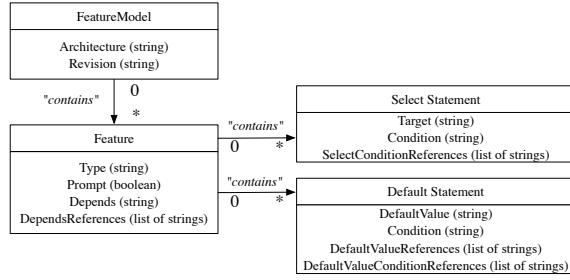 FeatureModel
Architecture (string)
Revision (string)
"contains"
0
*
Feature
Type (string)
Prompt (boolean)
Depends (string)
DependsReferences (list of strings)
"contains"
0 *
Select Statement
Target (string)
Condition (string)
SelectConditionReferences (list of strings)
"contains"
0 *
Default Statement
DefaultValue (string)
Condition (string)
DefaultValueReferences (list of strings)
DefaultValueConditionReferences (list of strings)